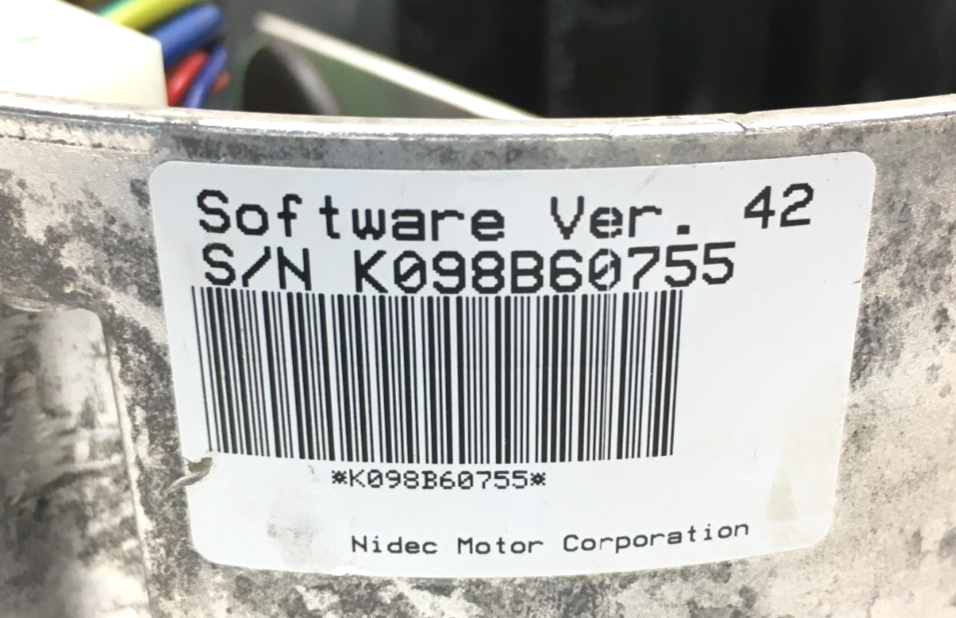 Software Ver. 42
S/N K098B60755
*K098B60755*
Nidec Motor Corporation